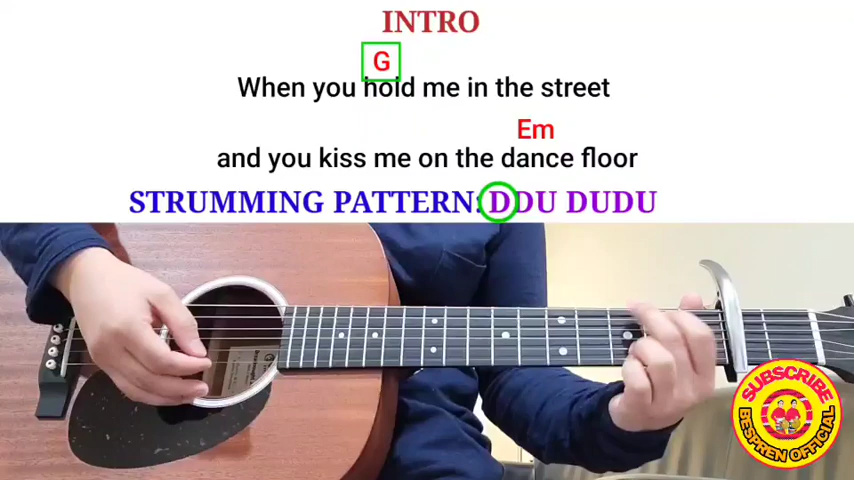 INTRO
G
When you hold me in the street
Em
and you kiss me on the dance floor
STRUMMING PATTERN: DDU DUDU
SUBSCRIBE
BESPREN OFFICIAL